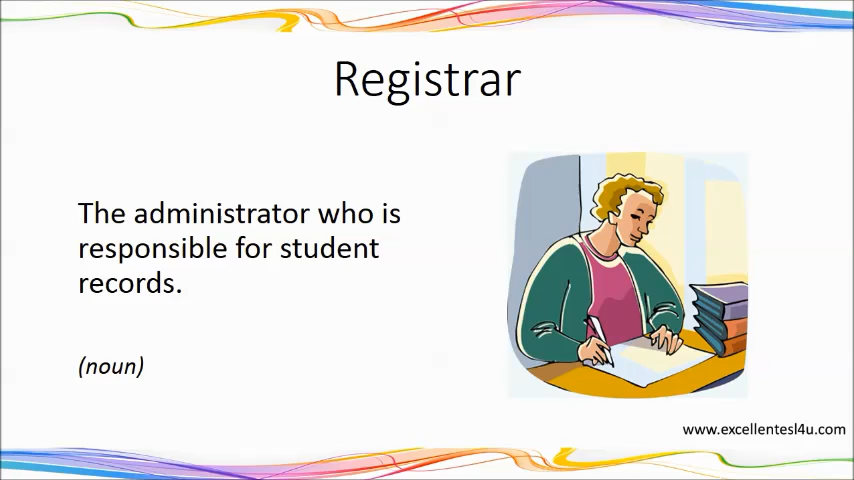 Registrar
The administrator who is
responsible for student
records.
(noun)
www.excellentesl4u.com